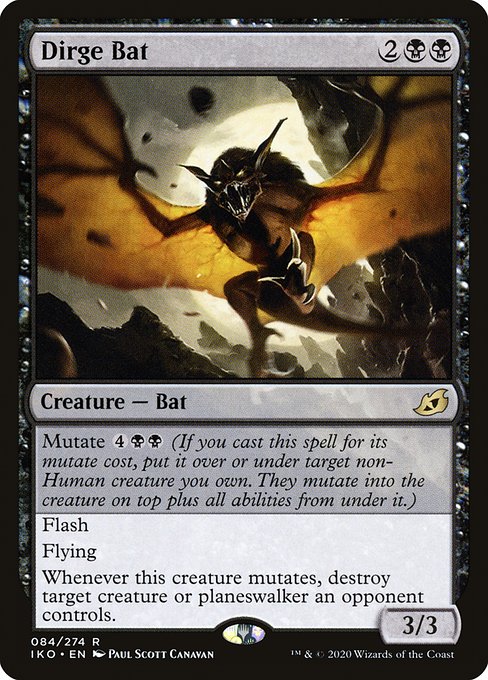 Dirge Bat 2
Creature — Bat
Mutate 4 (If you cast this spell for its
mutate cost, put it over or under target non-
Human creature you own. They mutate into the
creature on top plus all abilities from under it.)
Flash
Flying
Whenever this creature mutates, destroy
target creature or planeswalker an opponent
controls.
3/3
084/274 R
IKO • EN Paul Scott Canavan ™ & © 2020 Wizards of the Coast